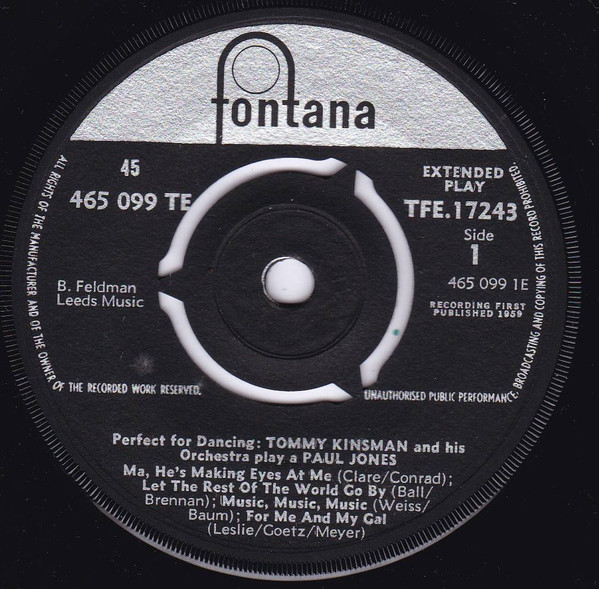 fontana
45
465 099 TE
EXTENDED
PLAY
TFE.17243
Side
1
465 099 1E
RECORDING FIRST
PUBLISHED 1959
B. Feldman
Leeds Music
ALL RIGHTS OF THE MANUFACTURER AND OF THE OWNER OF THE RECORDED WORK RESERVED.
UNAUTHORISED PUBLIC PERFORMANCE, BROADCASTING AND COPYING OF THIS RECORD PROHIBITED.
Perfect for Dancing: TOMMY KINSMAN and his
Orchestra play a PAUL JONES
Ma, He's Making Eyes At Me (Clare/Conrad);
Let The Rest Of The World Go By (Ball/
Brennan); Music, Music, Music (Weiss/
Baum); For Me And My Gal
(Leslie/Goetz/Meyer)